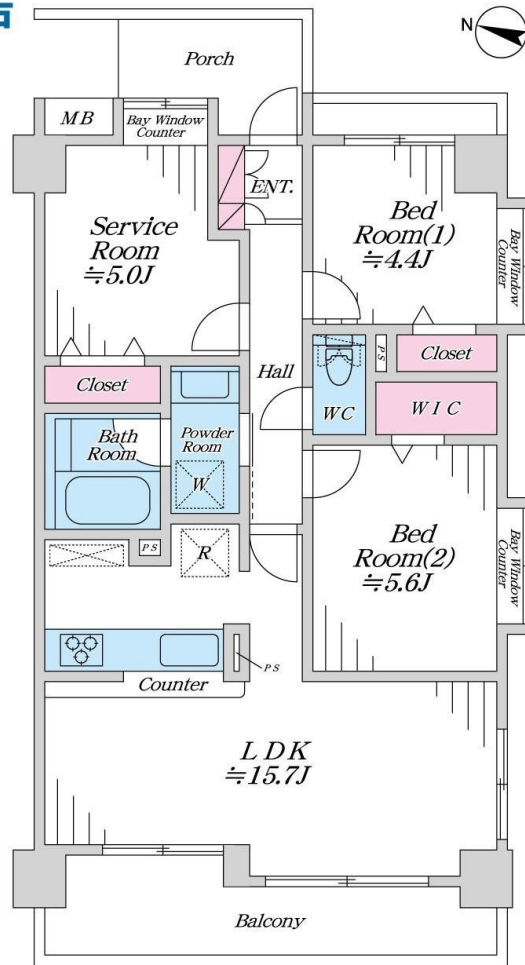 N
Porch
MB
Bay Window
Counter
ENT.
Service
Room
≒5.0J
Bed
Room(1)
≒4.4J
Bay Window
Counter
Closet
Hall
PS
Closet
WC
WIC
Bath
Room
Powder
Room
W
PS
R
Bed
Room(2)
≒5.6J
Bay Window
Counter
PS
Counter
LDK
≒15.7J
Balcony